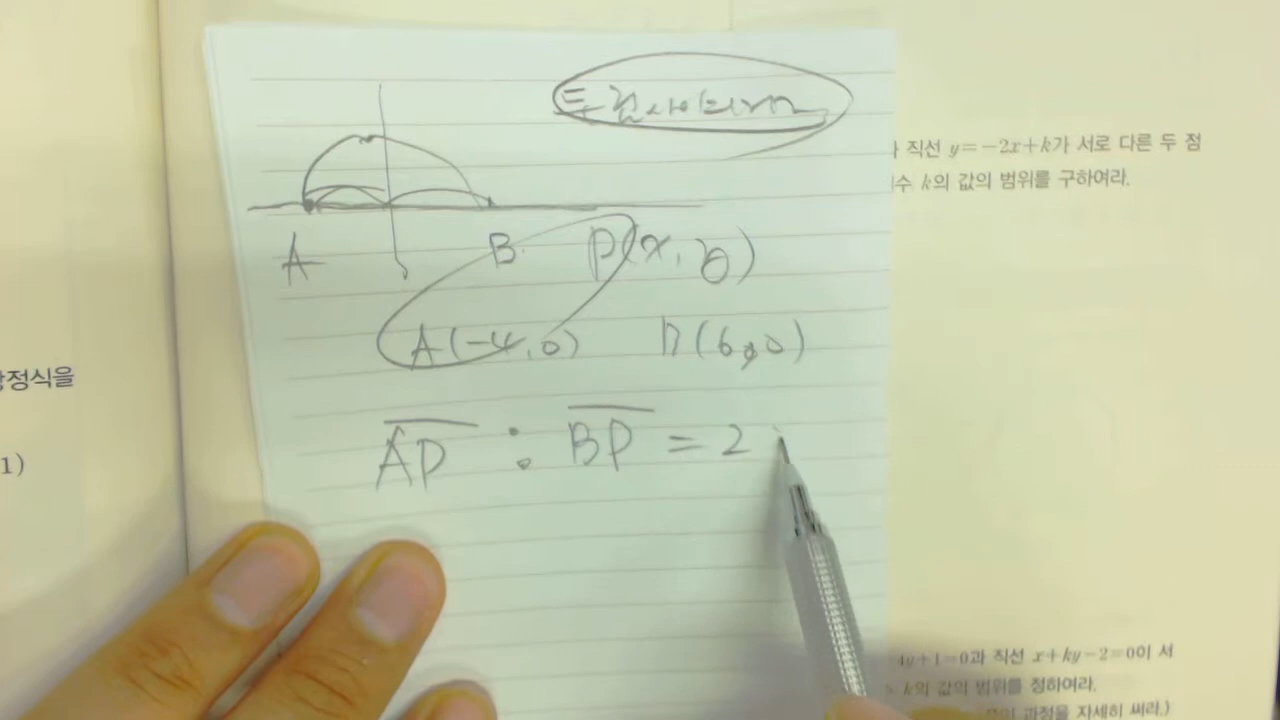 두 점 사이의 거리
직선 y=-2x+k가 서로 다른 두 점
수 k의 값의 범위를 구하여라.
A B P(x, y)
A(-4,0) B(6,0)
방정식을
AP : BP = 2
1)
4y+1=0과 직선 x+ky-2=0이 서
k의 값의 범위를 정하여라.
과정을 자세히 써라.)